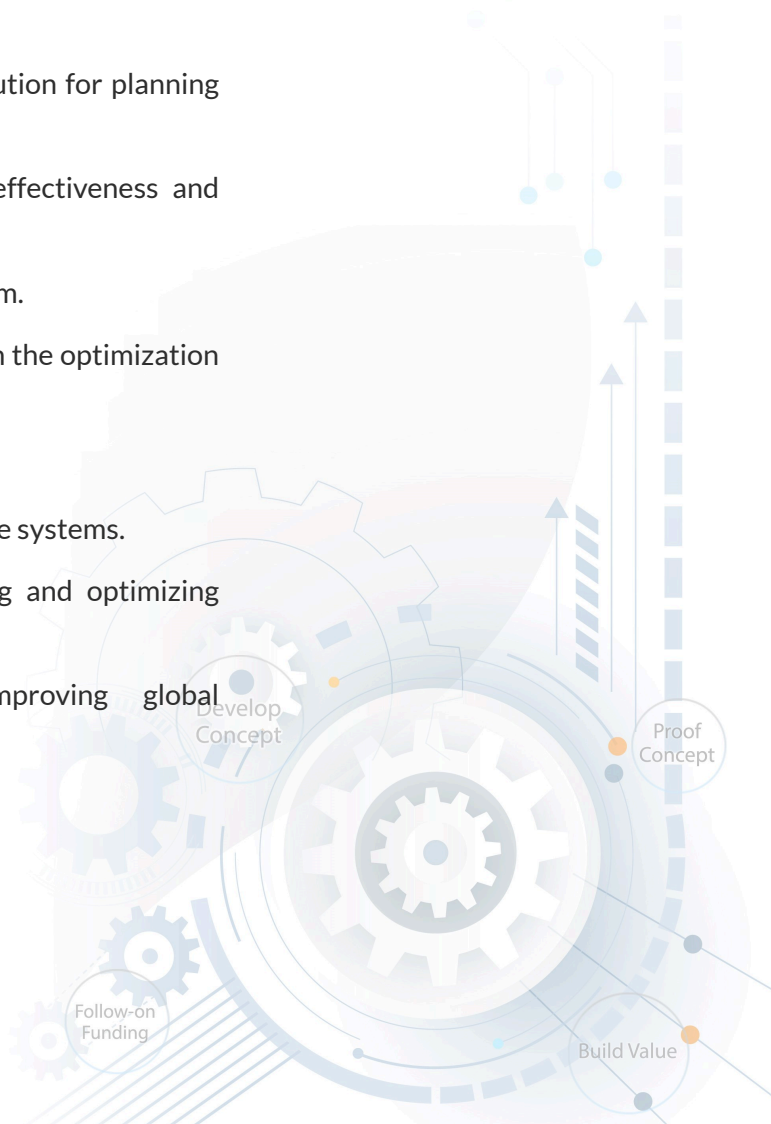 ution for planning
effectiveness and
m.
n the optimization
e systems.
g and optimizing
mproving global
Develop
Concept
Proof
Concept
Follow-on
Funding
Build Value